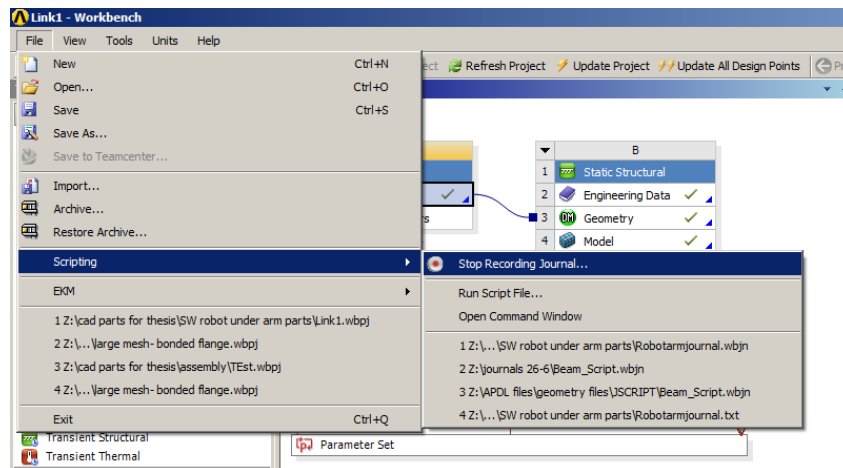 Link1 - Workbench
File View Tools Units Help
New Ctrl+N
Refresh Project Update Project Update All Design Points
Open... Ctrl+O
Save Ctrl+S
Save As...
Save to Teamcenter...
B
1 Static Structural
Import...
2 Engineering Data
Archive...
3 Geometry
Restore Archive...
4 Model
Scripting
Stop Recording Journal...
EKM
Run Script File...
Open Command Window
1 Z:\cad parts for thesis\SW robot under arm parts\Link1.wbpj
2 Z:\...\large mesh- bonded flange.wbpj
3 Z:\cad parts for thesis\assembly\TEst.wbpj
4 Z:\...\large mesh- bonded flange.wbpj
1 Z:\...\SW robot under arm parts\Robotarmjournal.wbjn
2 Z:\journals 26-6\Beam_Script.wbjn
3 Z:\APDL files\geometry files\JSCRIPT\Beam_Script.wbjn
4 Z:\...\SW robot under arm parts\Robotarmjournal.txt
Exit Ctrl+Q
Transient Structural
Parameter Set
Transient Thermal